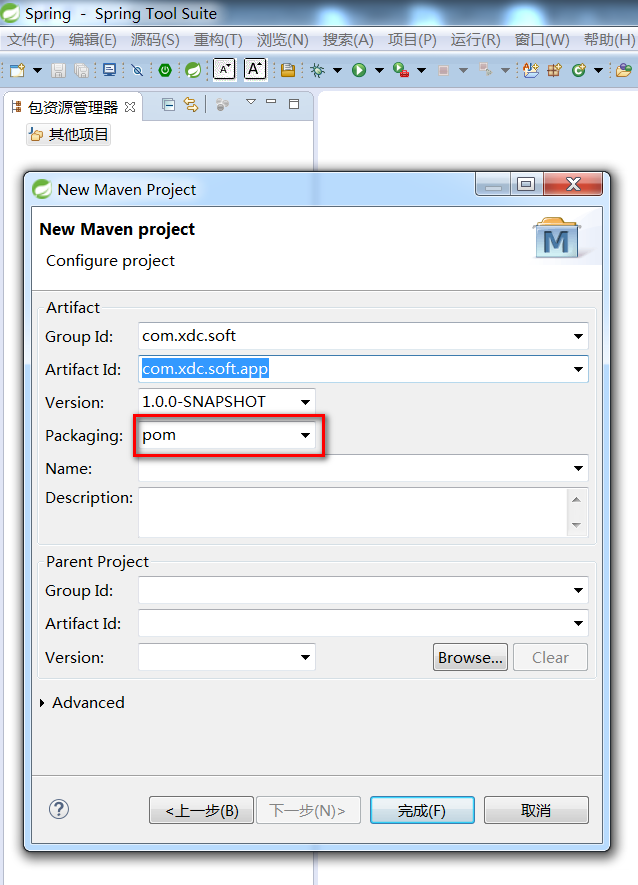 Spring - Spring Tool Suite
文件(F) 编辑(E) 源码(S) 重构(T) 浏览(N) 搜索(A) 项目(P) 运行(R) 窗口(W) 帮助(H)
包资源管理器
其他项目
New Maven Project
New Maven project
Configure project
M
Artifact
Group Id: com.xdc.soft
Artifact Id: com.xdc.soft.app
Version: 1.0.0-SNAPSHOT
Packaging: pom
Name:
Description:
Parent Project
Group Id:
Artifact Id:
Version: Browse... Clear
Advanced
<上一步(B) 下一步(N)> 完成(F) 取消